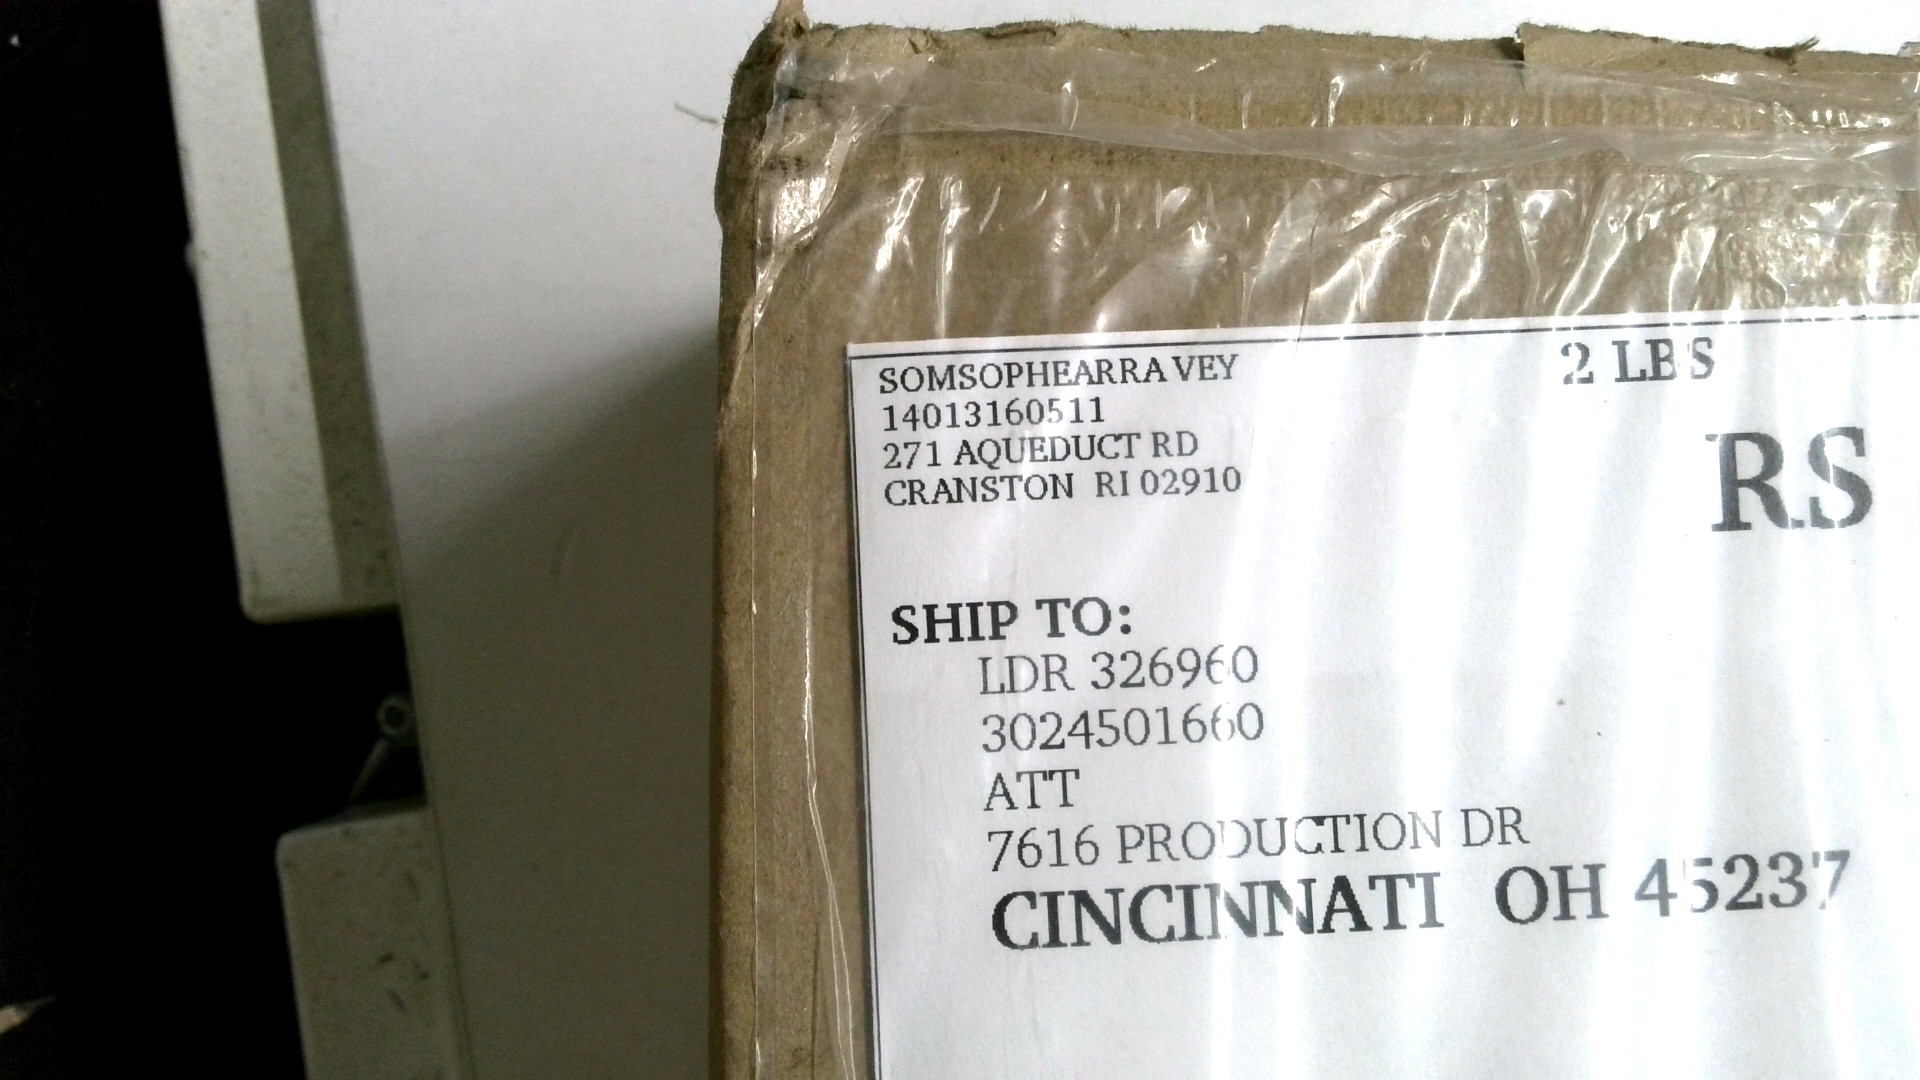 SOMSOPHEARRA VEY
2 LBS
14013160511
271 AQUEDUCT RD
CRANSTON RI 02910
RS
SHIP TO:
LDR 326960
3024501660
ATT
7616 PRODUCTION DR
CINCINNATI OH 45237